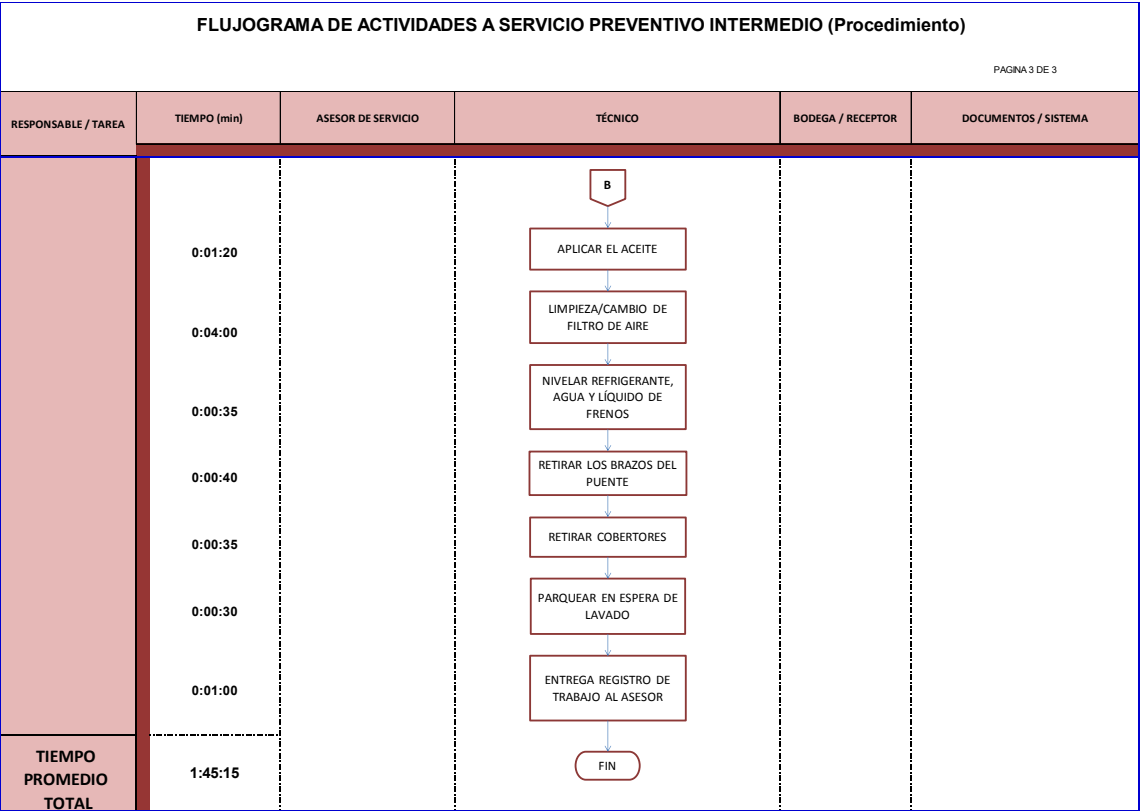 FLUJOGRAMA DE ACTIVIDADES A SERVICIO PREVENTIVO INTERMEDIO (Procedimiento)
PAGINA 3 DE 3
RESPONSABLE / TAREA
TIEMPO (min)
ASESOR DE SERVICIO
TÉCNICO
BODEGA / RECEPTOR
DOCUMENTOS / SISTEMA
B
0:01:20
APLICAR EL ACEITE
0:04:00
LIMPIEZA/CAMBIO DE
FILTRO DE AIRE
0:00:35
NIVELAR REFRIGERANTE,
AGUA Y LÍQUIDO DE
FRENOS
0:00:40
RETIRAR LOS BRAZOS DEL
PUENTE
0:00:35
RETIRAR COBERTORES
0:00:30
PARQUEAR EN ESPERA DE
LAVADO
0:01:00
ENTREGA REGISTRO DE
TRABAJO AL ASESOR
TIEMPO
PROMEDIO
TOTAL
1:45:15
FIN